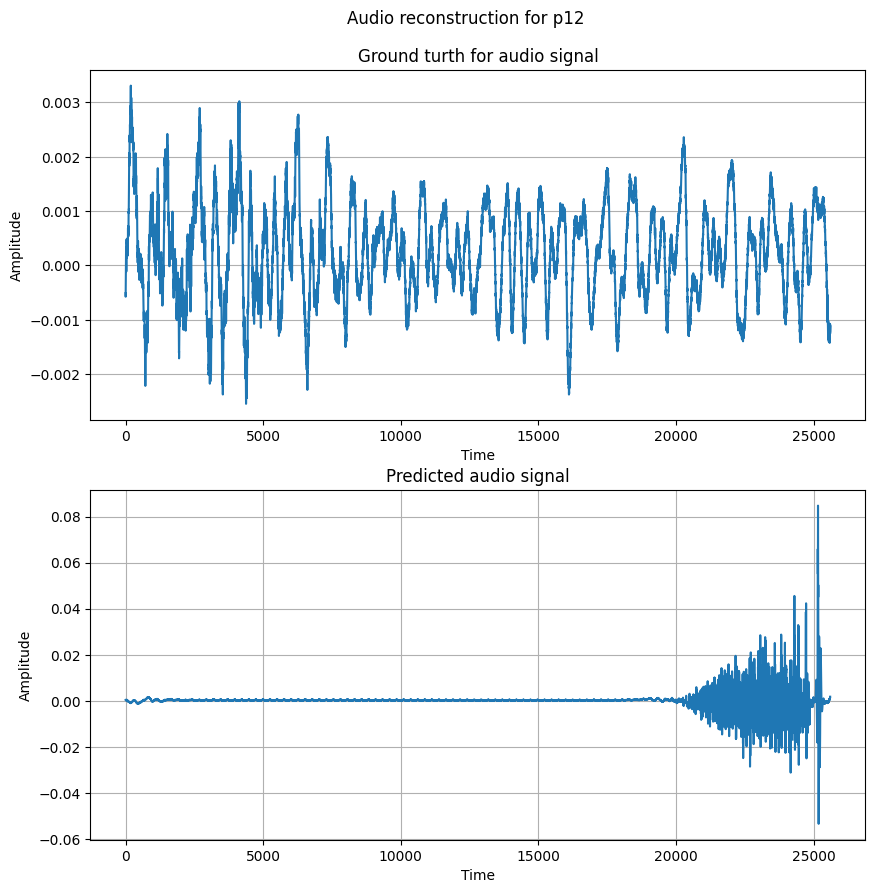 Audio reconstruction for p12
Ground turth for audio signal
0.003
0.002
0.001
0.000
−0.001
−0.002
Amplitude
0 5000 10000 15000 20000 25000
Time
Predicted audio signal
0.08
0.06
0.04
0.02
0.00
−0.02
−0.04
−0.06
Amplitude
0 5000 10000 15000 20000 25000
Time